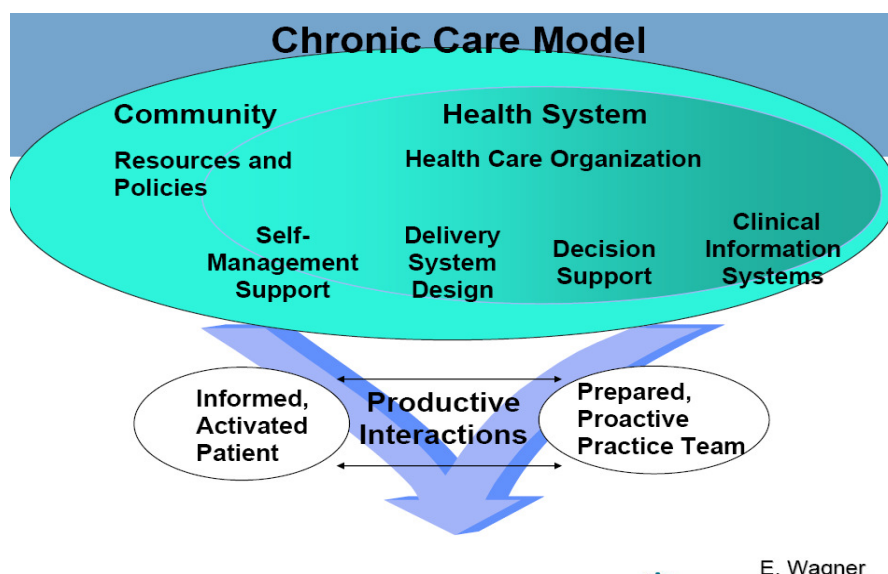 Chronic Care Model
Community
Health System
Resources and
Policies
Health Care Organization
Self-
Management
Support
Delivery
System
Design
Decision
Support
Clinical
Information
Systems
Informed,
Activated
Patient
Productive
Interactions
Prepared,
Proactive
Practice Team
E. Wagner